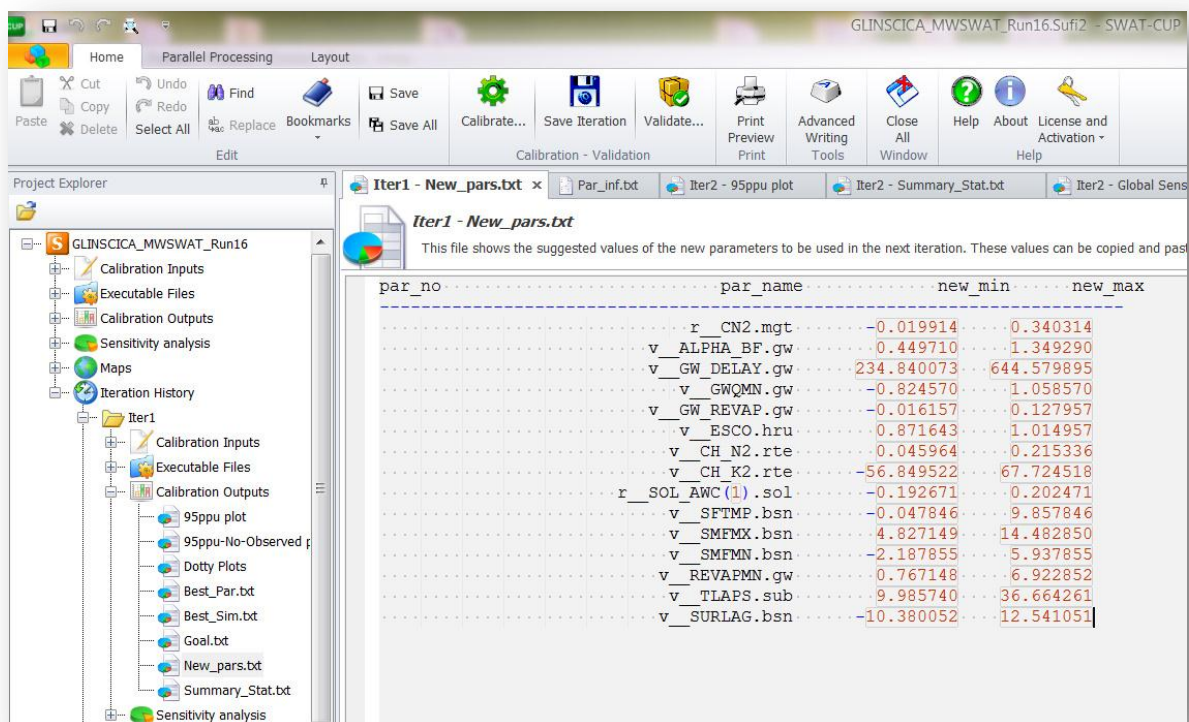 CUP GLINSCICA_MWSWAT_Run16.Sufi2 - SWAT-CUP
Home Parallel Processing Layout
Paste Cut Copy Delete Undo Redo Select All Find Replace Bookmarks Save Save All Calibrate... Save Iteration Validate... Print Preview Advanced Writing Tools Close All Help About License and Activation
Edit Calibration - Validation Print Tools Window Help
Project Explorer
GLINSCICA_MWSWAT_Run16
Calibration Inputs
Executable Files
Calibration Outputs
Sensitivity analysis
Maps
Iteration History
Iter1
Calibration Inputs
Executable Files
Calibration Outputs
95ppu plot
95ppu-No-Observed p
Dotty Plots
Best_Par.txt
Best_Sim.txt
Goal.txt
New_pars.txt
Summary_Stat.txt
Sensitivity analysis
Iter1 - New_pars.txt x Par_inf.txt Iter2 - 95ppu plot Iter2 - Summary_Stat.txt Iter2 - Global Sens
Iter1 - New_pars.txt
This file shows the suggested values of the new parameters to be used in the next iteration. These values can be copied and past
par_no par_name new_min new_max
r__CN2.mgt -0.019914 0.340314
v__ALPHA_BF.gw 0.449710 1.349290
v__GW_DELAY.gw 234.840073 644.579895
v__GWQMN.gw -0.824570 1.058570
v__GW_REVAP.gw -0.016157 0.127957
v__ESCO.hru 0.871643 1.014957
v__CH_N2.rte 0.045964 0.215336
v__CH_K2.rte -56.849522 67.724518
r__SOL_AWC(1).sol -0.192671 0.202471
v__SFTMP.bsn -0.047846 9.857846
v__SMFMX.bsn 4.827149 14.482850
v__SMFMN.bsn -2.187855 5.937855
v__REVAPMN.gw 0.767148 6.922852
v__TLAPS.sub 9.985740 36.664261
v__SURLAG.bsn -10.380052 12.541051